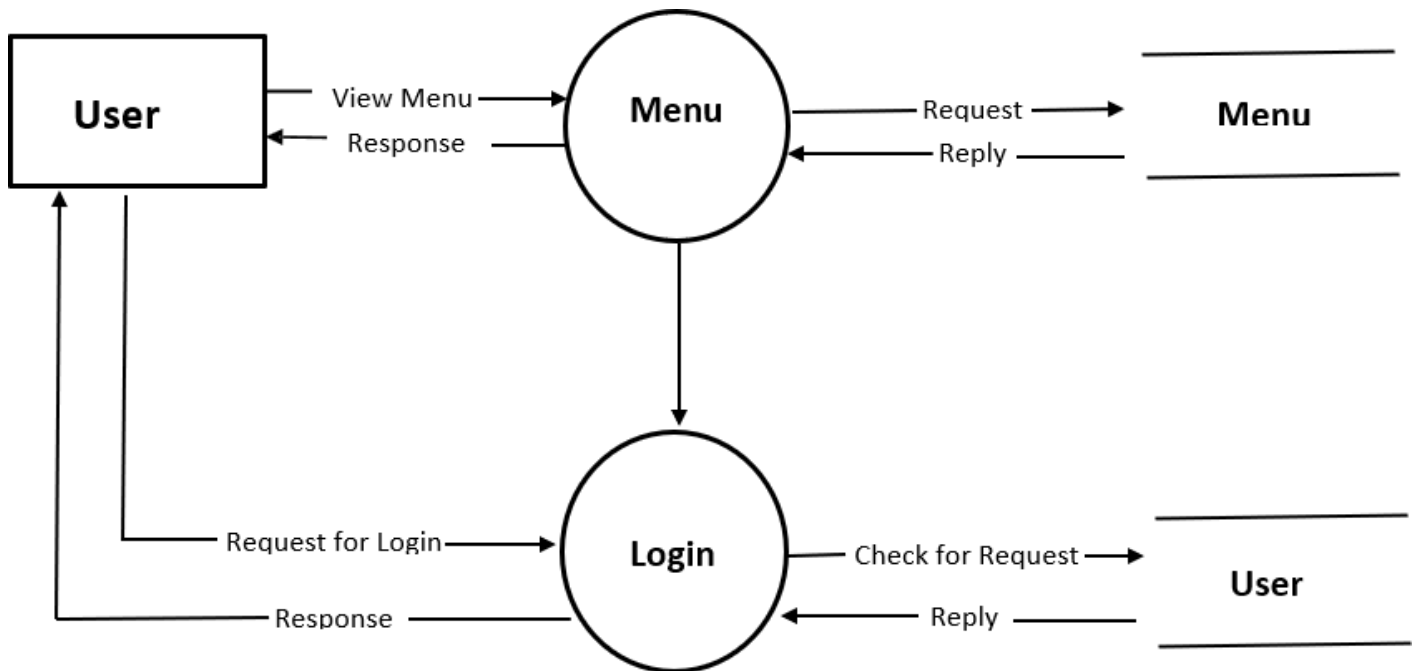 User
View Menu
Response
Menu
Request
Reply
Menu
Request for Login
Response
Login
Check for Request
Reply
User